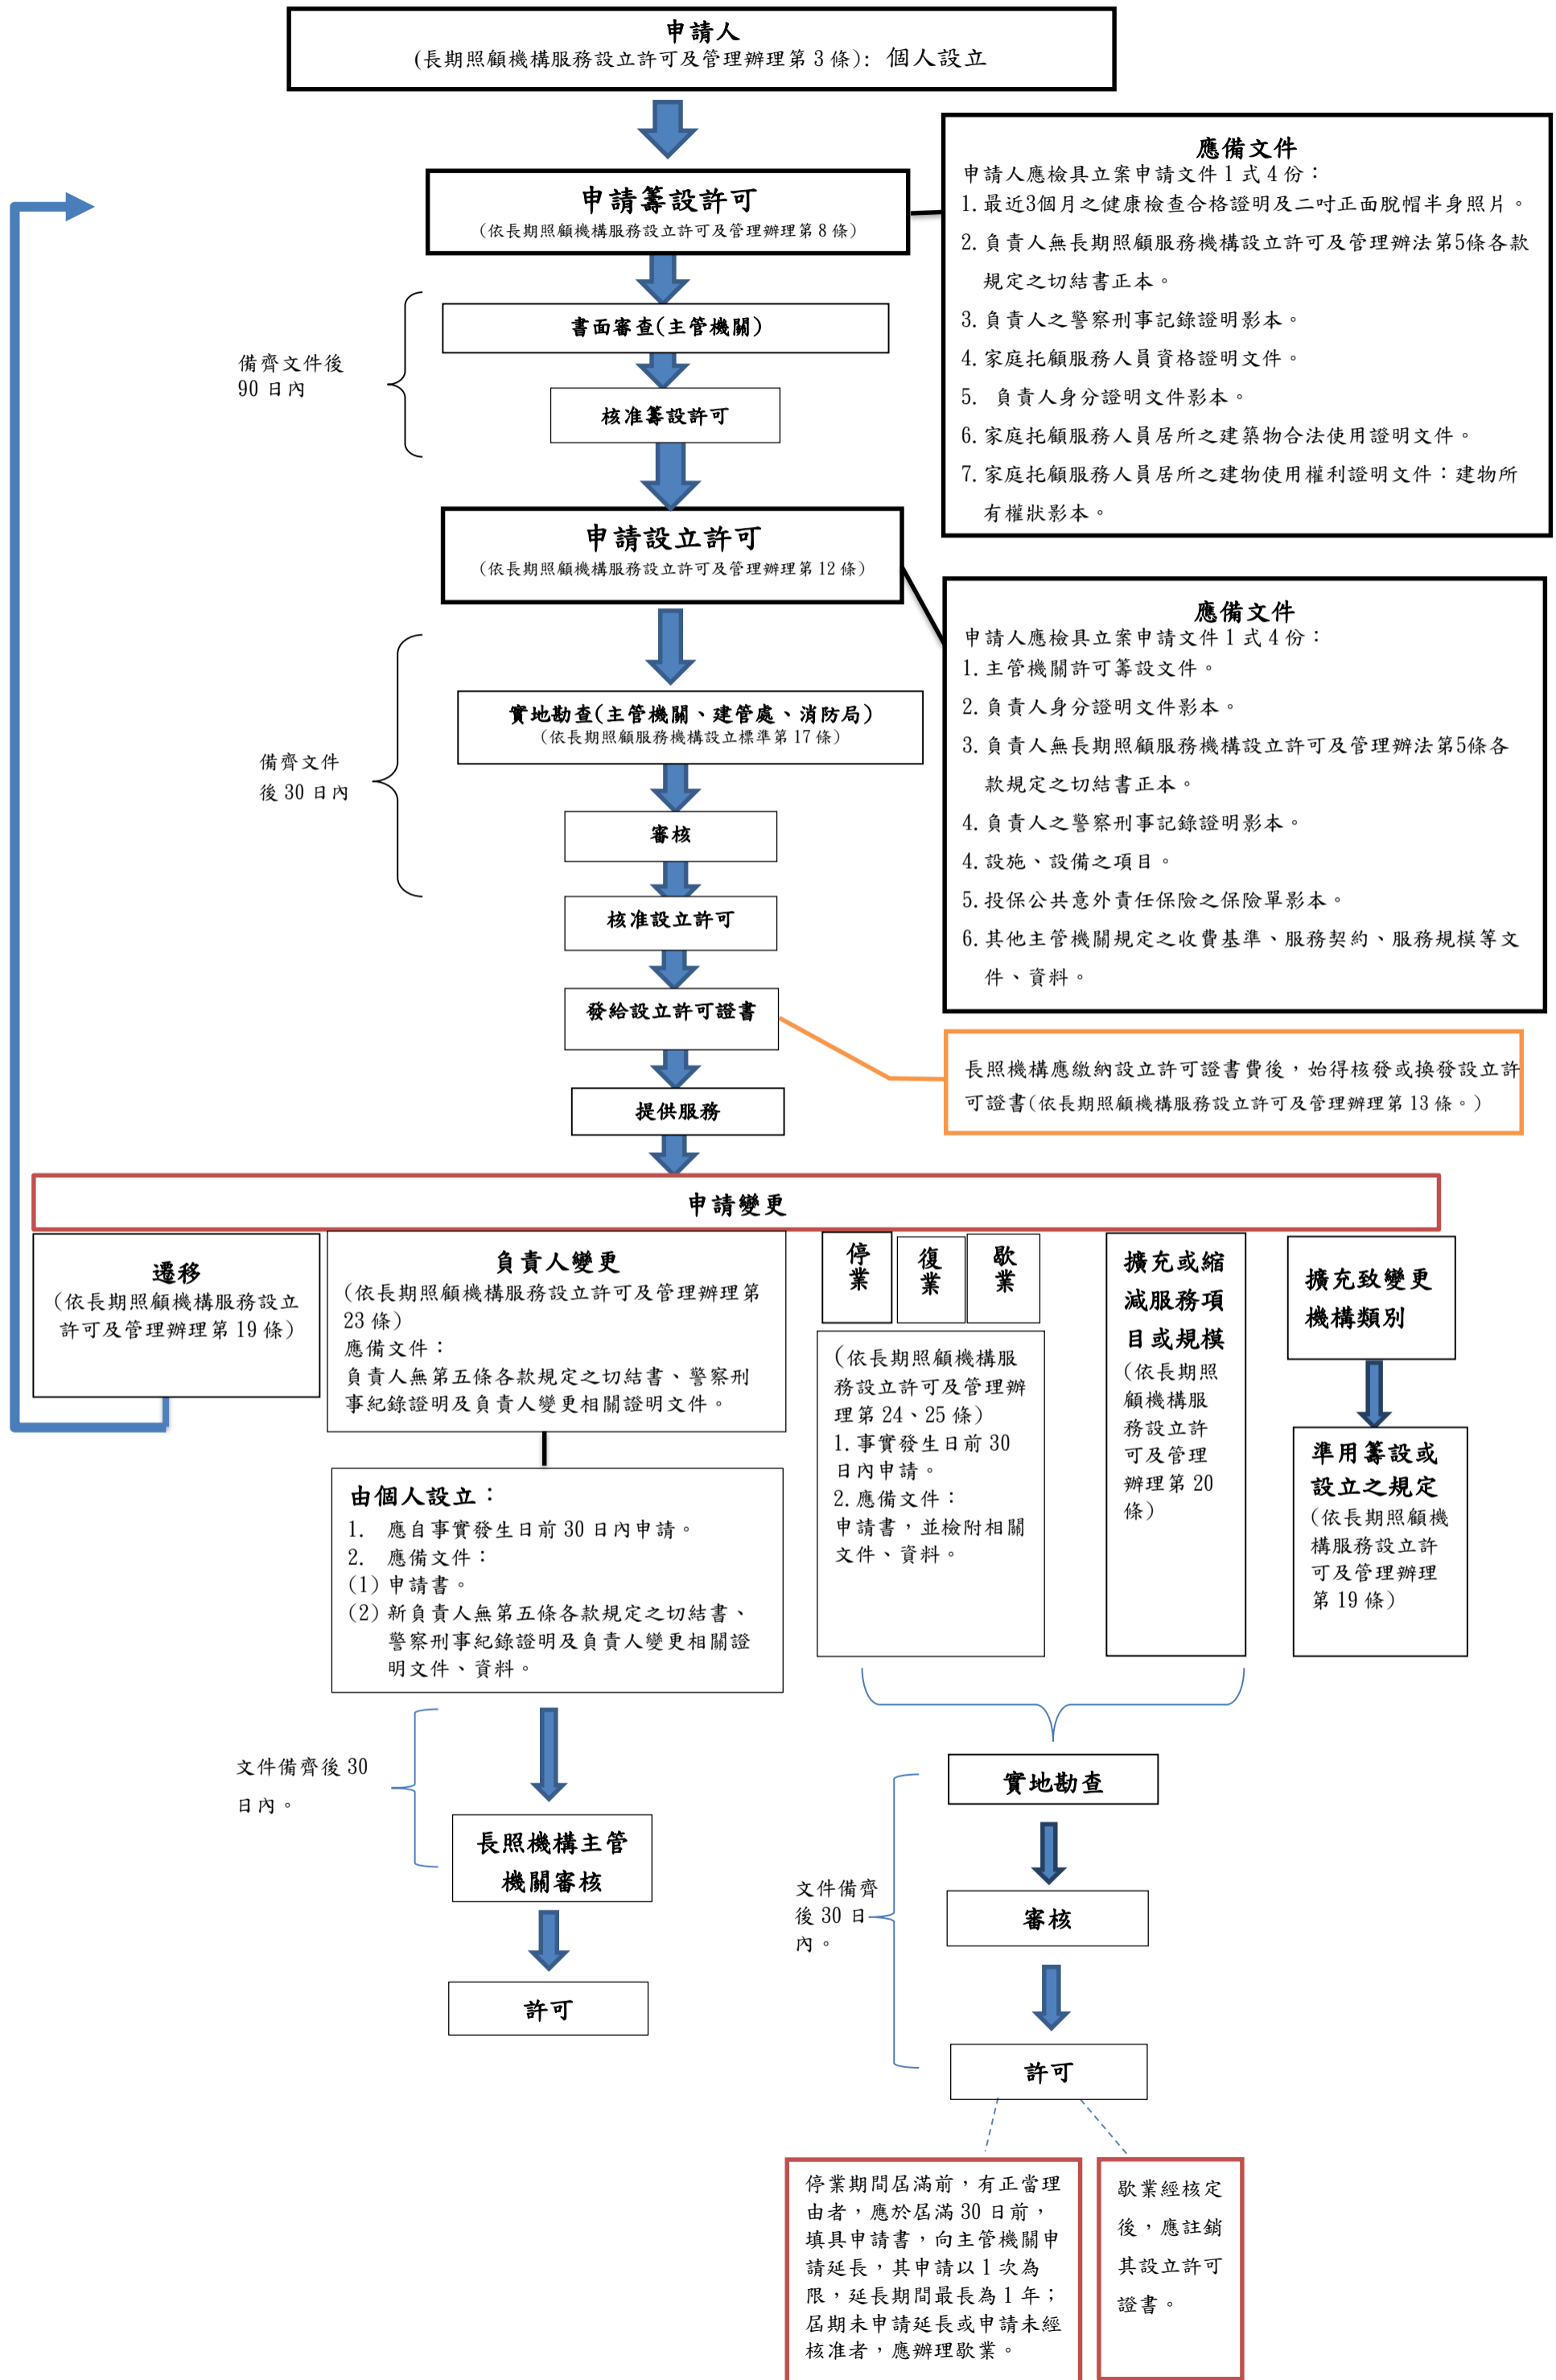 申請人
(長期照顧機構服務設立許可及管理辦理第 3 條): 個人設立
申請籌設許可
(依長期照顧機構服務設立許可及管理辦理第 8 條)
應備文件
申請人應檢具立案申請文件 1 式 4 份：
1.最近3個月之健康檢查合格證明及二吋正面脫帽半身照片。
2.負責人無長期照顧服務機構設立許可及管理辦法第5條各款
規定之切結書正本。
3.負責人之警察刑事記錄證明影本。
4.家庭托顧服務人員資格證明文件。
5. 負責人身分證明文件影本。
6.家庭托顧服務人員居所之建築物合法使用證明文件。
7.家庭托顧服務人員居所之建物使用權利證明文件：建物所
有權狀影本。
書面審查(主管機關)
備齊文件後
90 日內
核准籌設許可
申請設立許可
(依長期照顧機構服務設立許可及管理辦理第 12 條)
應備文件
申請人應檢具立案申請文件 1 式 4 份：
1.主管機關許可籌設文件。
2.負責人身分證明文件影本。
3.負責人無長期照顧服務機構設立許可及管理辦法第5條各
款規定之切結書正本。
4.負責人之警察刑事記錄證明影本。
4.設施、設備之項目。
5.投保公共意外責任保險之保險單影本。
6.其他主管機關規定之收費基準、服務契約、服務規模等文
件、資料。
實地勘查(主管機關、建管處、消防局)
(依長期照顧服務機構設立標準第 17 條)
備齊文件
後 30 日內
審核
核准設立許可
發給設立許可證書
長照機構應繳納設立許可證書費後，始得核發或換發設立許
可證書(依長期照顧機構服務設立許可及管理辦理第 13 條。)
提供服務
申請變更
遷移
(依長期照顧機構服務設立
許可及管理辦理第 19 條)
負責人變更
(依長期照顧機構服務設立許可及管理辦理第
23 條)
應備文件：
負責人無第五條各款規定之切結書、警察刑
事紀錄證明及負責人變更相關證明文件。
由個人設立：
1. 應自事實發生日前 30 日內申請。
2. 應備文件：
(1)申請書。
(2)新負責人無第五條各款規定之切結書、
警察刑事紀錄證明及負責人變更相關證
明文件、資料。
文件備齊後 30
日內。
長照機構主管
機關審核
許可
停業
復業
歇業
(依長期照顧機構服
務設立許可及管理辦
理第 24、25 條)
1.事實發生日前 30
日內申請。
2.應備文件：
申請書，並檢附相關
文件、資料。
擴充或縮
減服務項
目或規模
(依長期照
顧機構服
務設立許
可及管理
辦理第 20
條)
擴充致變更
機構類別
準用籌設或
設立之規定
(依長期照顧機
構服務設立許
可及管理辦理
第 19 條)
實地勘查
文件備齊
後 30 日
內。
審核
許可
停業期間屆滿前，有正當理
由者，應於屆滿 30 日前，
填具申請書，向主管機關申
請延長，其申請以 1 次為
限，延長期間最長為 1 年；
屆期未申請延長或申請未經
核准者，應辦理歇業。
歇業經核定
後，應註銷
其設立許可
證書。